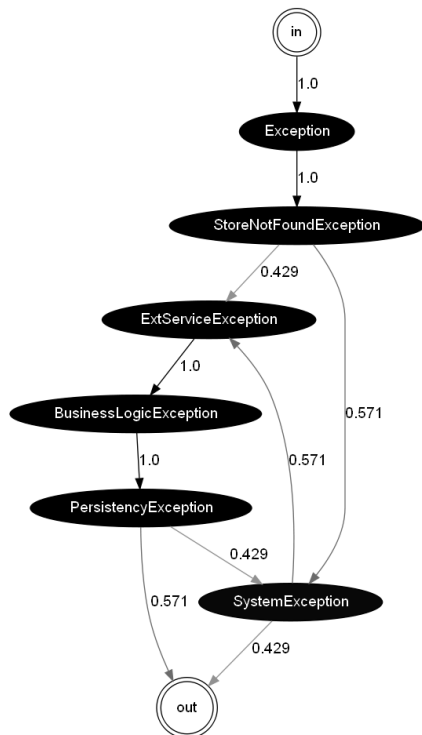 in
1.0
Exception
1.0
StoreNotFoundException
0.429
ExtServiceException
1.0
BusinessLogicException
0.571
0.571
1.0
PersistencyException
0.429
0.571
SystemException
0.429
out